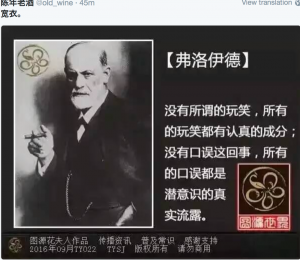 陈年老酒 @old_wine · 45m
View translation
宽衣。
【弗洛伊德】
没有所谓的玩笑，所有
的玩笑都有认真的成分；
没有口误这回事，所有
的口误都是
潜意识的真
实流露。
图源花夫人作品 传播资讯 普及常识 感谢支持
2016年09月TY022 TYSJ 版权所有 请勿商用